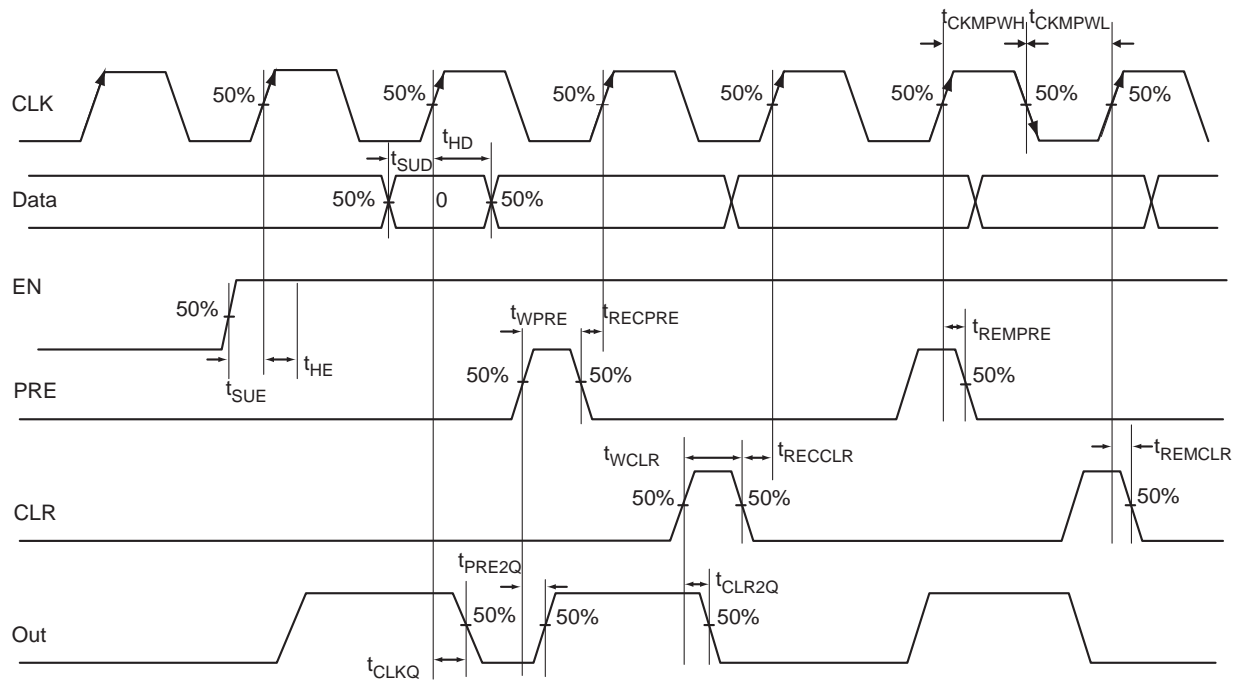 tCKMPWH tCKMPWL
CLK 50% 50% 50% 50% 50% 50% 50%
tSUD tHD
Data 50% 0 50%
EN
50%
tSUE tHE
tWPRE tRECPRE tREMPRE
PRE 50% 50% 50%
tWCLR tRECCLR tREMCLR
CLR 50% 50% 50%
tPRE2Q tCLR2Q
Out 50% 50% 50%
tCLKQ